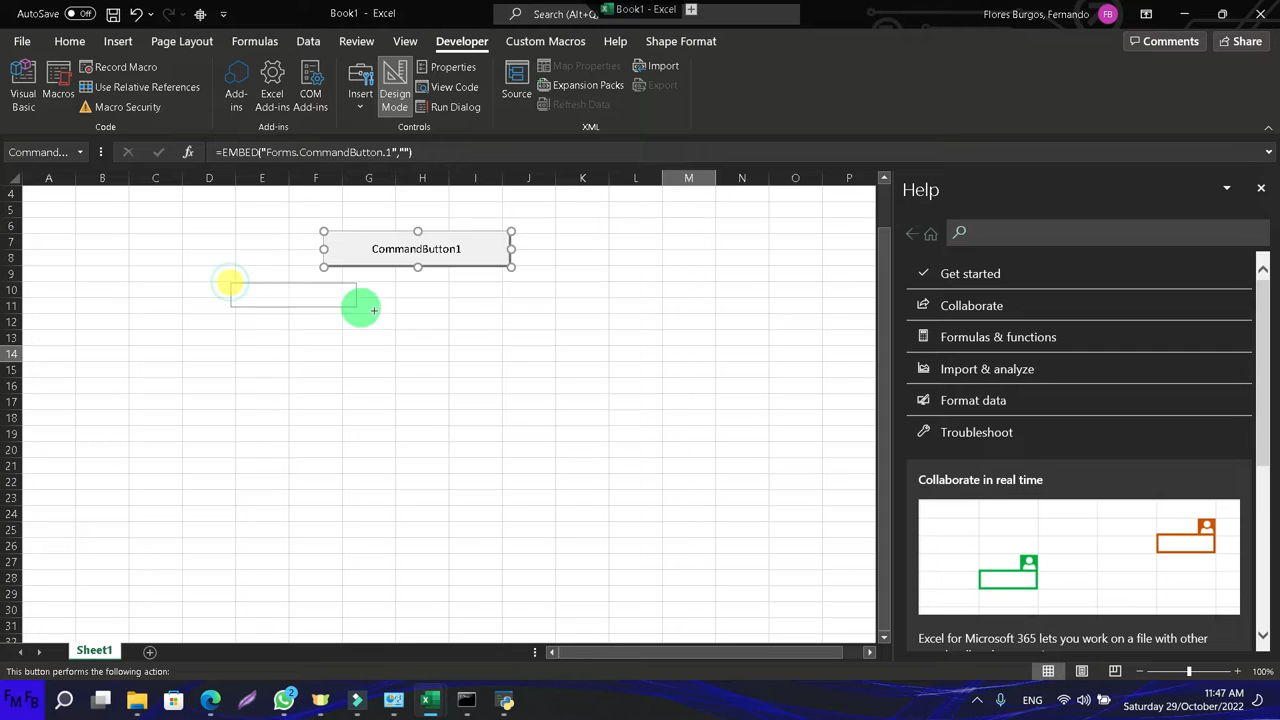 AutoSave Off Book1 - Excel Search (Alt+Q Book1 - Excel Flores Burgos, Fernando FB
File Home Insert Page Layout Formulas Data Review View Developer Custom Macros Help Shape Format Comments Share
Visual Basic
Macros
Record Macro
Use Relative References
Macro Security
Code
Add-ins
Excel Add-ins
COM Add-ins
Add-ins
Insert
Design Mode
Properties
View Code
Run Dialog
Controls
Source
Map Properties
Expansion Packs
Refresh Data
Import
Export
XML
Command... fx =EMBED("Forms.CommandButton.1","")
A B C D E F G H I J K L M N O P
4
5
6
7
8
9
10
11
12
13
14
15
16
17
18
19
20
21
22
23
24
25
26
27
28
29
30
31
32
CommandButton1
Help
Get started
Collaborate
Formulas & functions
Import & analyze
Format data
Troubleshoot
Collaborate in real time
Excel for Microsoft 365 lets you work on a file with other
Sheet1
This button performs the following action:
100%
FM FB
2
ENG
11:47 AM
Saturday 29/October/2022